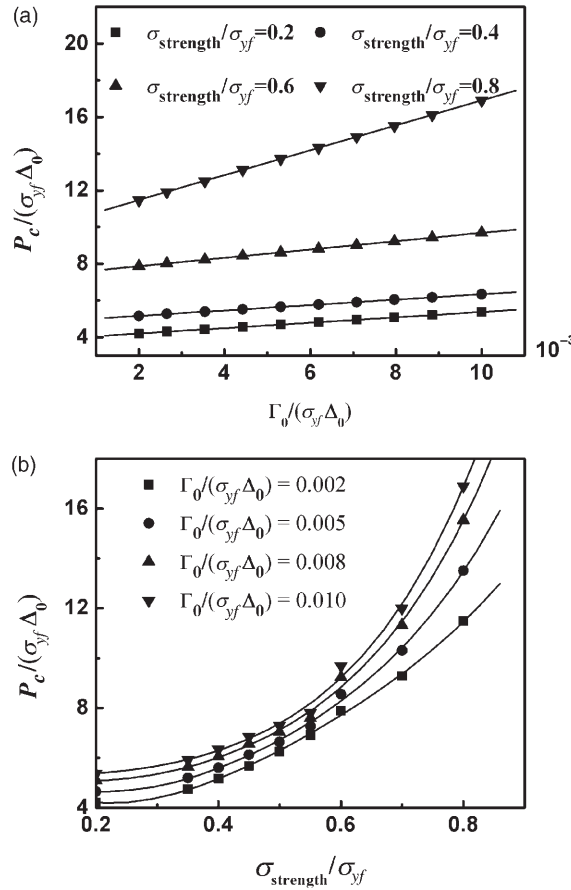 (a)
σstrength/σyf=0.2
σstrength/σyf=0.4
σstrength/σyf=0.6
σstrength/σyf=0.8
Pc/(σyfΔ0)
20
16
12
8
4
2
4
6
8
10
10⁻³
Γ0/(σyfΔ0)
(b)
Γ0/(σyfΔ0) = 0.002
Γ0/(σyfΔ0) = 0.005
Γ0/(σyfΔ0) = 0.008
Γ0/(σyfΔ0) = 0.010
Pc/(σyfΔ0)
16
12
8
4
0.2
0.4
0.6
0.8
σstrength/σyf